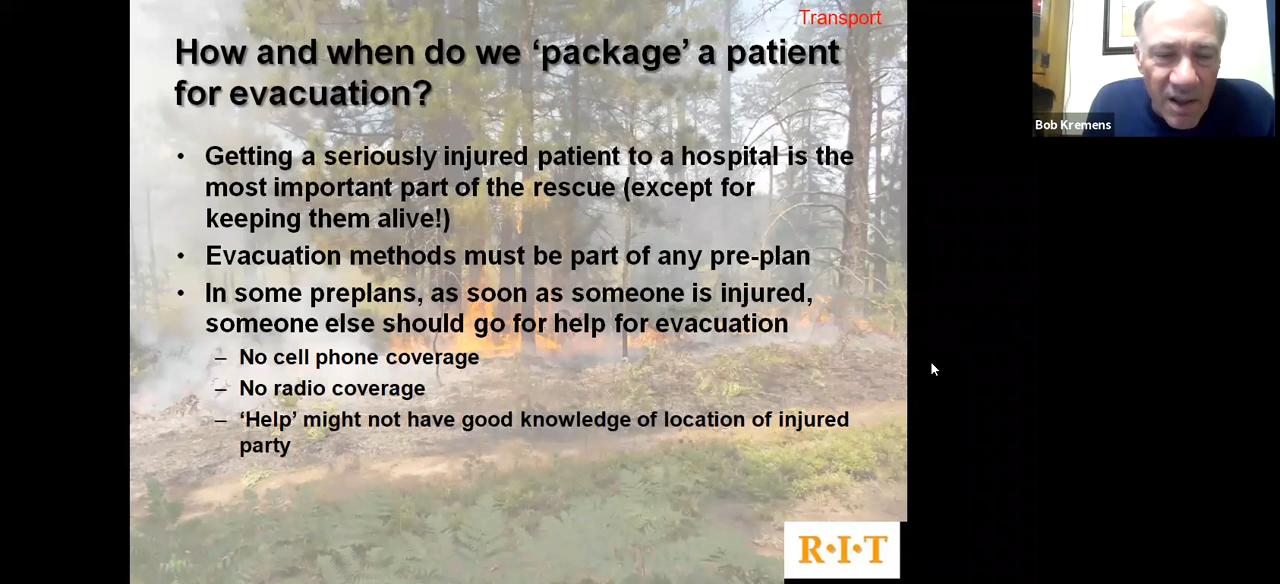 Transport
How and when do we ‘package’ a patient
for evacuation?
• Getting a seriously injured patient to a hospital is the
most important part of the rescue (except for
keeping them alive!)
• Evacuation methods must be part of any pre-plan
• In some preplans, as soon as someone is injured,
someone else should go for help for evacuation
– No cell phone coverage
– No radio coverage
– ‘Help’ might not have good knowledge of location of injured
party
R·I·T
Bob Kremens